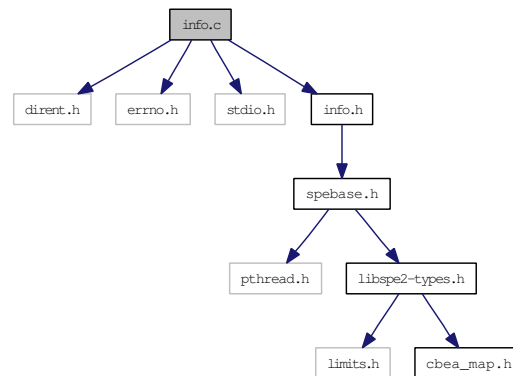 info.c
dirent.h
errno.h
stdio.h
info.h
spebase.h
pthread.h
libspe2-types.h
limits.h
cbea_map.h